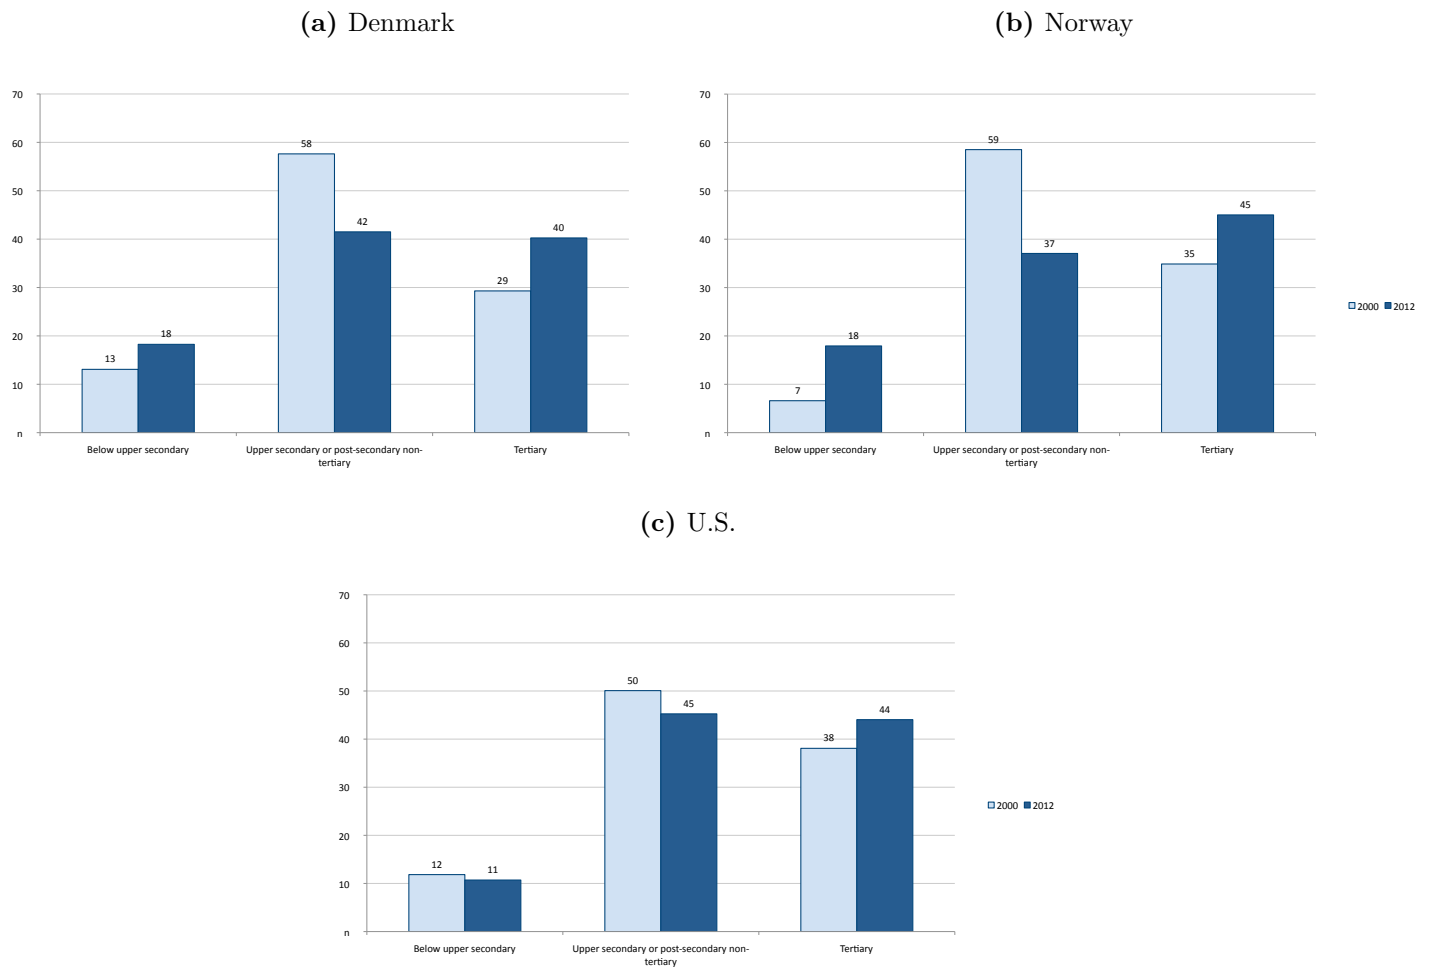 (a) Denmark
70
60
50
40
30
20
10
n
13
18
58
42
29
40
Below upper secondary
Upper secondary or post-secondary non-
tertiary
Tertiary
(b) Norway
70
60
50
40
30
20
10
n
7
18
59
37
35
45
Below upper secondary
Upper secondary or post-secondary non-
tertiary
Tertiary
2000 2012
(c) U.S.
70
60
50
40
30
20
10
n
12
11
50
45
38
44
Below upper secondary
Upper secondary or post-secondary non-
tertiary
Tertiary
2000 2012